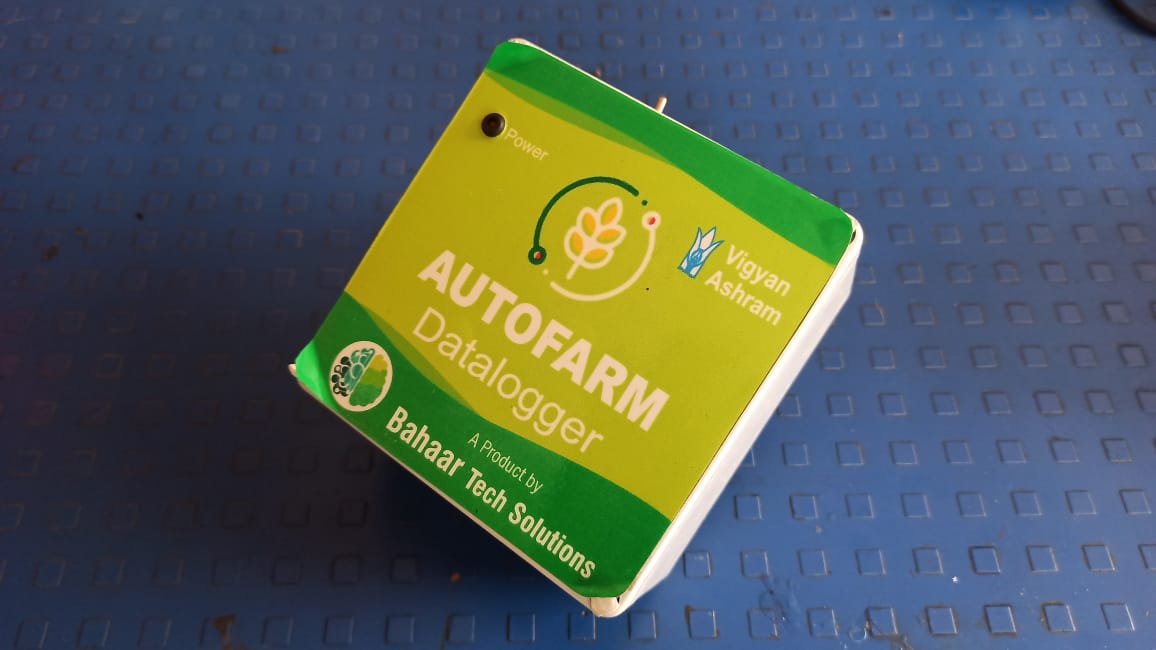 Power
Vigyan
Ashram
AUTOFARM
Datalogger
A Product by
Bahaar Tech Solutions